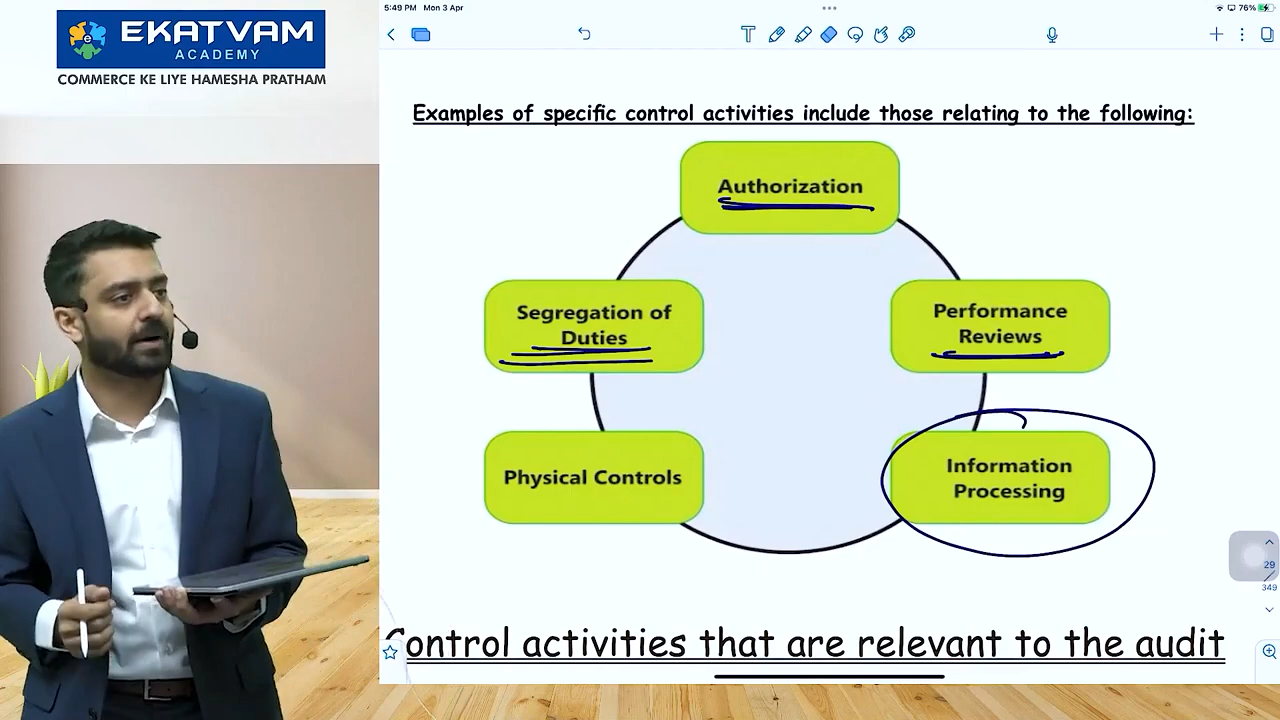 EKATVAM
ACADEMY
COMMERCE KE LIYE HAMESHA PRATHAM
5:49 PM Mon 3 Apr
76%
T
Examples of specific control activities include those relating to the following:
Authorization
Segregation of
Duties
Performance
Reviews
Physical Controls
Information
Processing
29
349
Control activities that are relevant to the audit